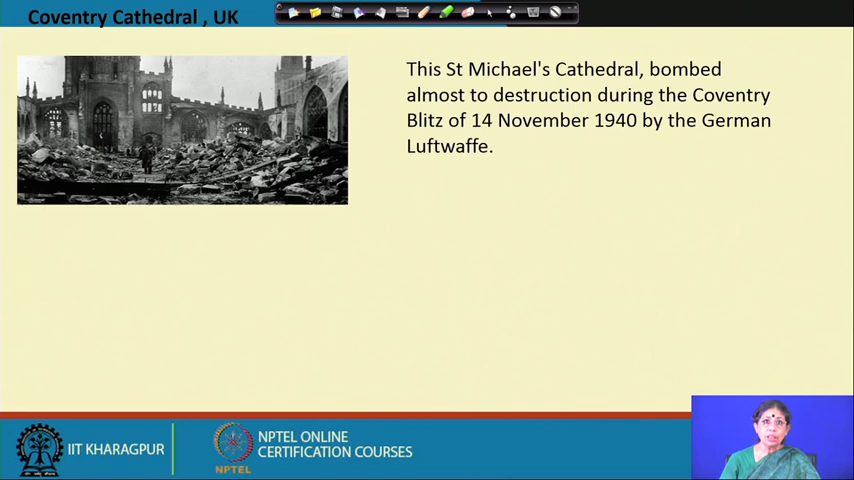 Coventry Cathedral , UK
This St Michael's Cathedral, bombed
almost to destruction during the Coventry
Blitz of 14 November 1940 by the German
Luftwaffe.
IIT KHARAGPUR
NPTEL
NPTEL ONLINE
CERTIFICATION COURSES